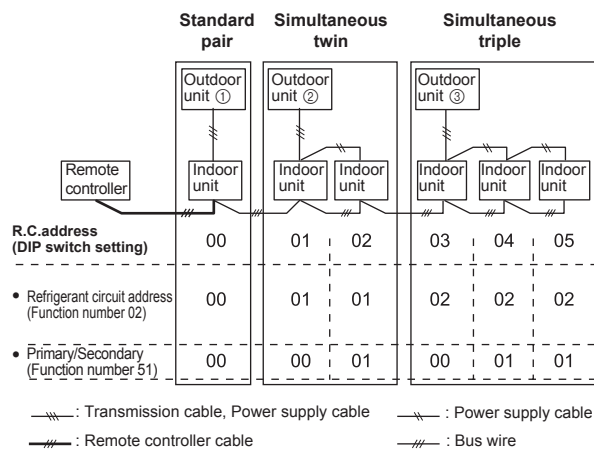 Standard pair
Simultaneous twin
Simultaneous triple
Outdoor unit ①
Outdoor unit ②
Outdoor unit ③
Remote controller
Indoor unit
Indoor unit
Indoor unit
Indoor unit
Indoor unit
Indoor unit
R.C.address (DIP switch setting)
00 01 02 03 04 05
• Refrigerant circuit address (Function number 02)
00 01 01 02 02 02
• Primary/Secondary (Function number 51)
00 00 01 00 01 01
: Transmission cable, Power supply cable
: Power supply cable
: Remote controller cable
: Bus wire